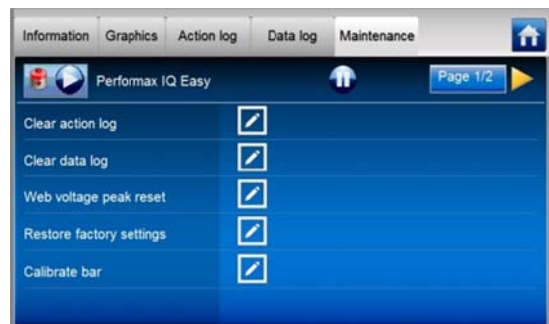 Information Graphics Action log Data log Maintenance
Performax IQ Easy Page 1/2
Clear action log
Clear data log
Web voltage peak reset
Restore factory settings
Calibrate bar